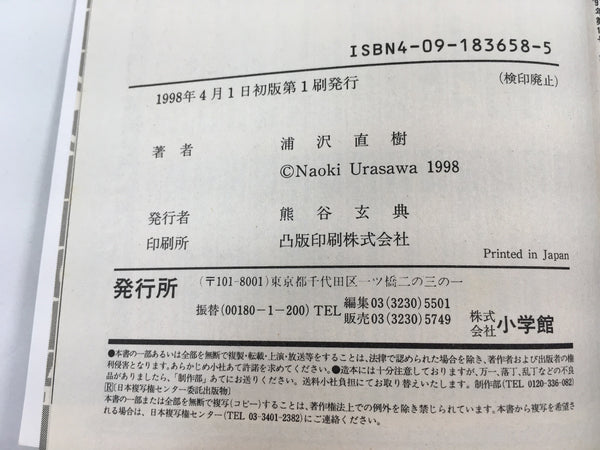 ISBN4-09-183658-5
1998年4月1日初版第1刷発行
(検印廃止)
著者 浦沢直樹
©Naoki Urasawa 1998
発行者 熊谷玄典
印刷所 凸版印刷株式会社
Printed in Japan
発行所 (〒101-8001)東京都千代田区一ツ橋二の三の一
振替(00180-1-200) TEL 編集03(3230)5501
販売03(3230)5749
株式会社 小学館
●本書の一部あるいは全部を無断で複製・転載・上演・放送等をすることは、法律で認められた場合を除き、著作者および出版者の権
利侵害となります。あらかじめ小社あて許諾を求めてください。●造本には十分注意しておりますが、万一、落丁、乱丁などの不良
品がありましたら、「制作部」あてにお送りください。送料小社負担にてお取り替えいたします。制作部(TEL 0120-336-082)
R[日本複写権センター委託出版物]
本書の一部または全部を無断で複写(コピー)することは、著作権法上での例外を除き禁じられています。本書から複写を希望さ
れる場合は、日本複写権センター(TEL 03-3401-2382)にご連絡ください。